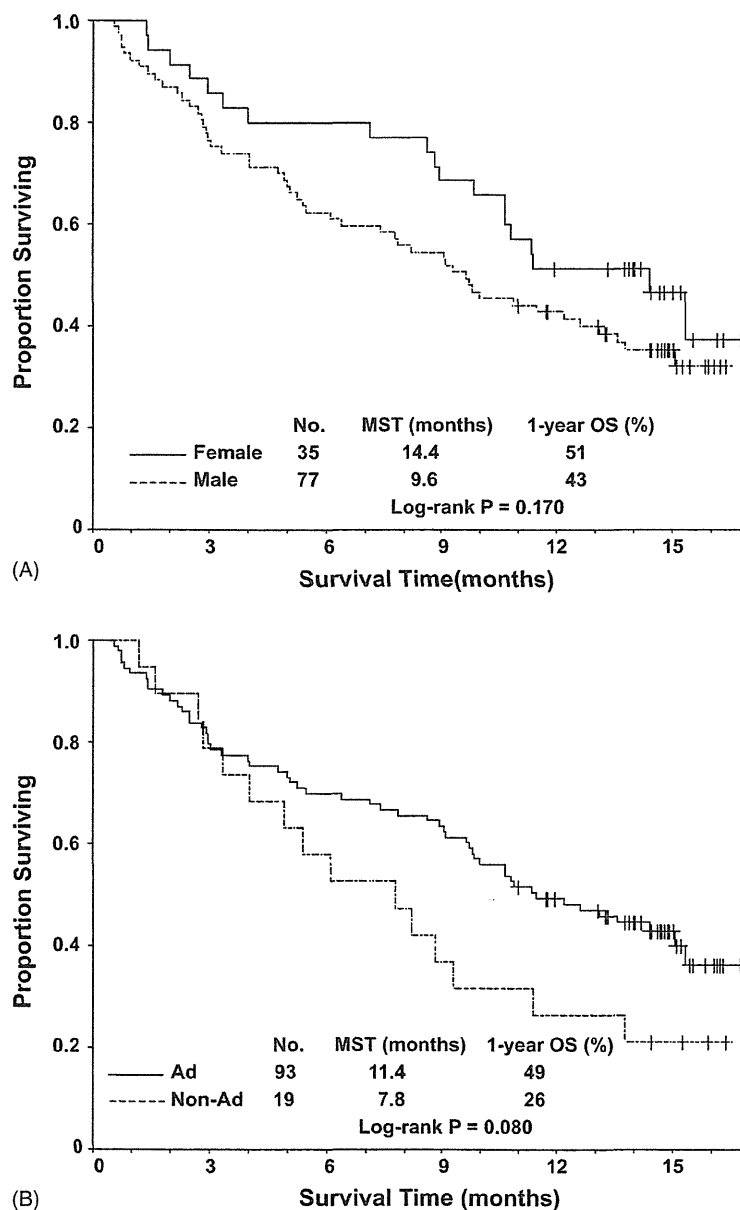 1.0
0.8
0.6
0.4
0.2
0
Proportion Surviving
No. MST (months) 1-year OS (%)
Female 35 14.4 51
Male 77 9.6 43
Log-rank P = 0.170
0 3 6 9 12 15
Survival Time(months)
(A)
1.0
0.8
0.6
0.4
0.2
0
Proportion Surviving
No. MST (months) 1-year OS (%)
Ad 93 11.4 49
Non-Ad 19 7.8 26
Log-rank P = 0.080
0 3 6 9 12 15
Survival Time (months)
(B)